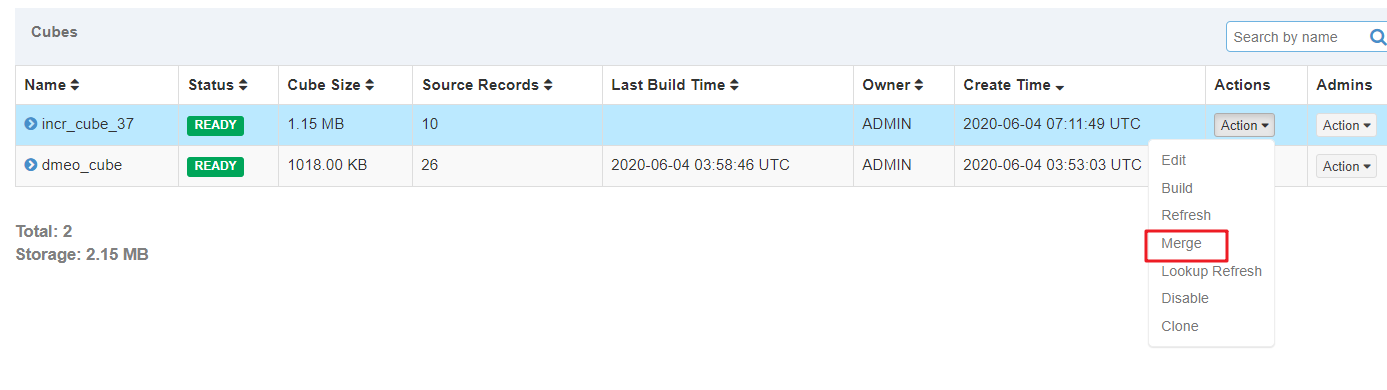 Cubes
Search by name
Name Status Cube Size Source Records Last Build Time Owner Create Time Actions Admins
incr_cube_37 READY 1.15 MB 10 ADMIN 2020-06-04 07:11:49 UTC Action Action
dmeo_cube READY 1018.00 KB 26 2020-06-04 03:58:46 UTC ADMIN 2020-06-04 03:53:03 UTC Action
Edit
Build
Refresh
Merge
Lookup Refresh
Disable
Clone
Total: 2
Storage: 2.15 MB